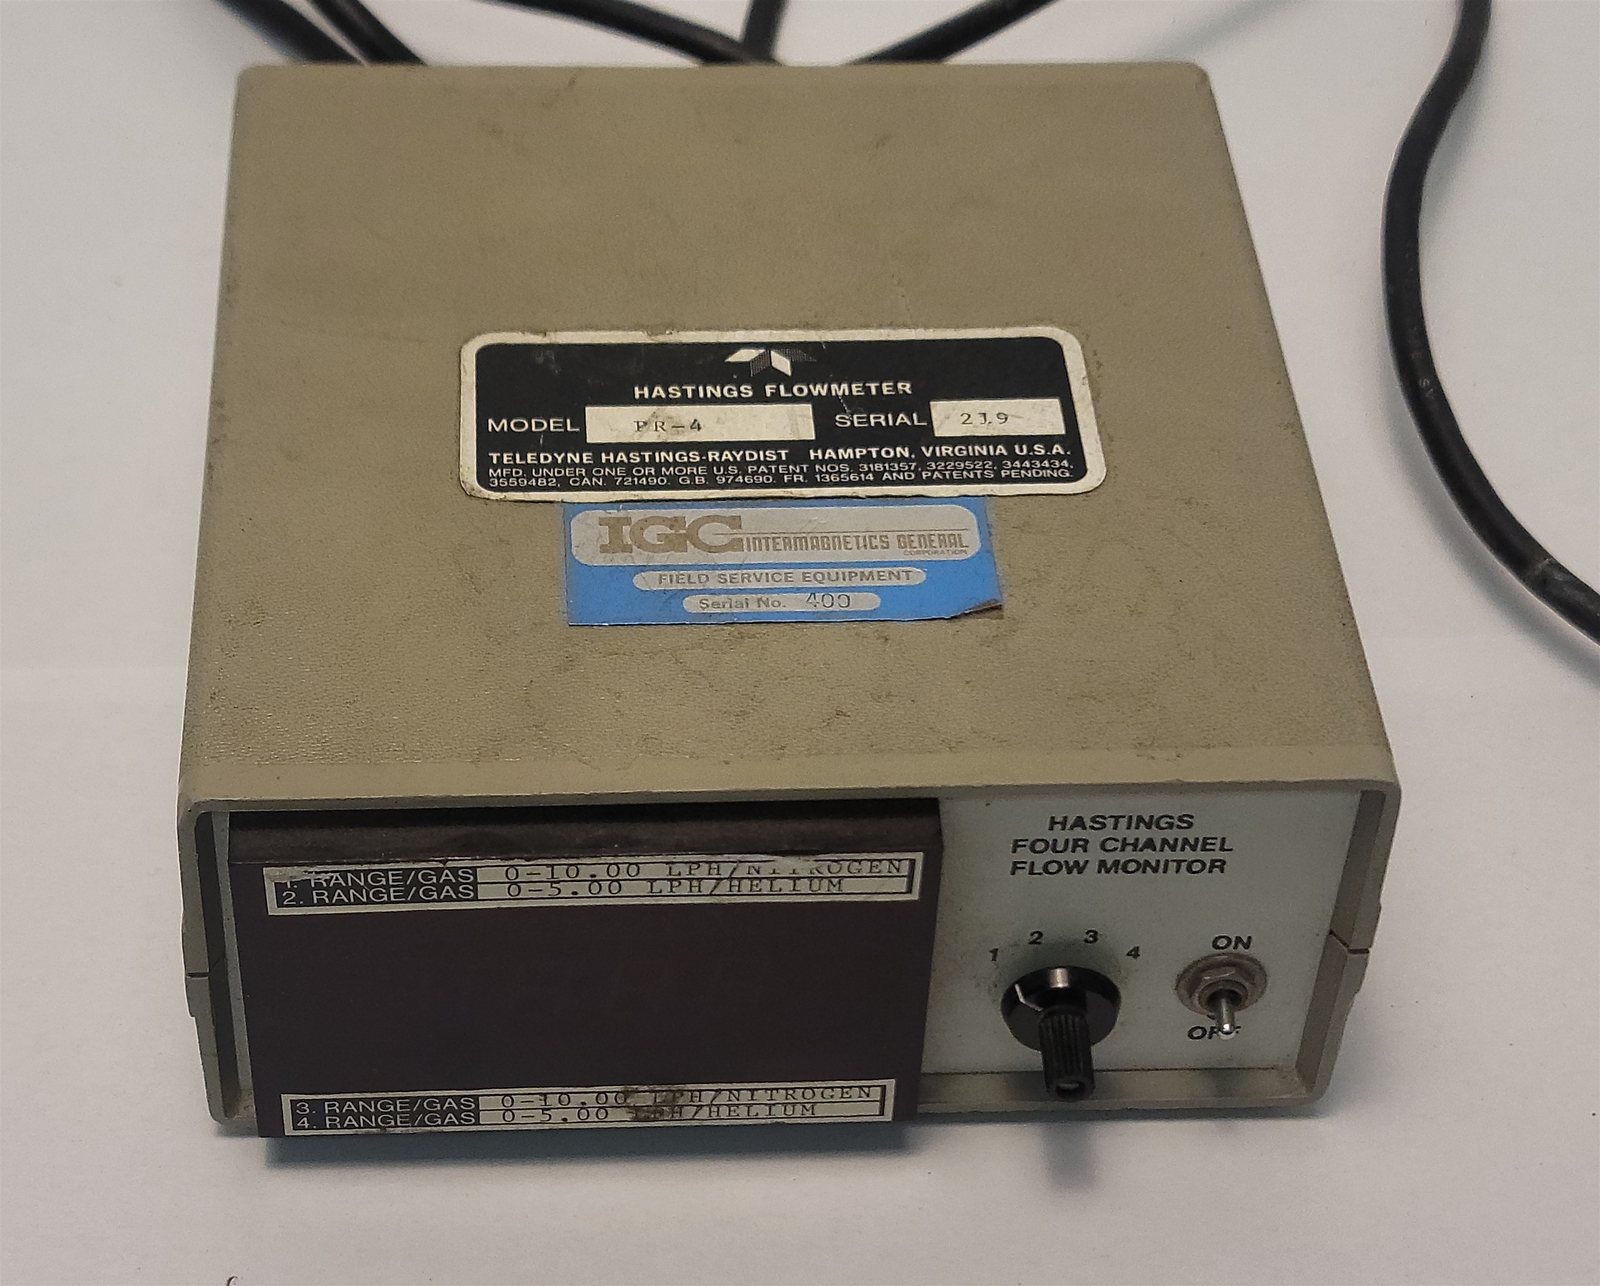 HASTINGS FLOWMETER
MODEL PR-4 SERIAL 219
TELEDYNE HASTINGS-RAYDIST HAMPTON, VIRGINIA U.S.A.
MFD. UNDER ONE OR MORE U.S. PATENT NOS. 3181357, 3229522, 3443434,
3559482, CAN. 721490. G.B. 974690. FR. 1365614 AND PATENTS PENDING.
IGC INTERMAGNETICS GENERAL
CORPORATION
FIELD SERVICE EQUIPMENT
Serial No. 400
1. RANGE/GAS 0-10.00 LPH/NITROGEN
2. RANGE/GAS 0-5.00 LPH/HELIUM
3. RANGE/GAS 0-10.00 LPH/NITROGEN
4. RANGE/GAS 0-5.00 LPH/HELIUM
HASTINGS
FOUR CHANNEL
FLOW MONITOR
1 2 3 4
ON
OFF